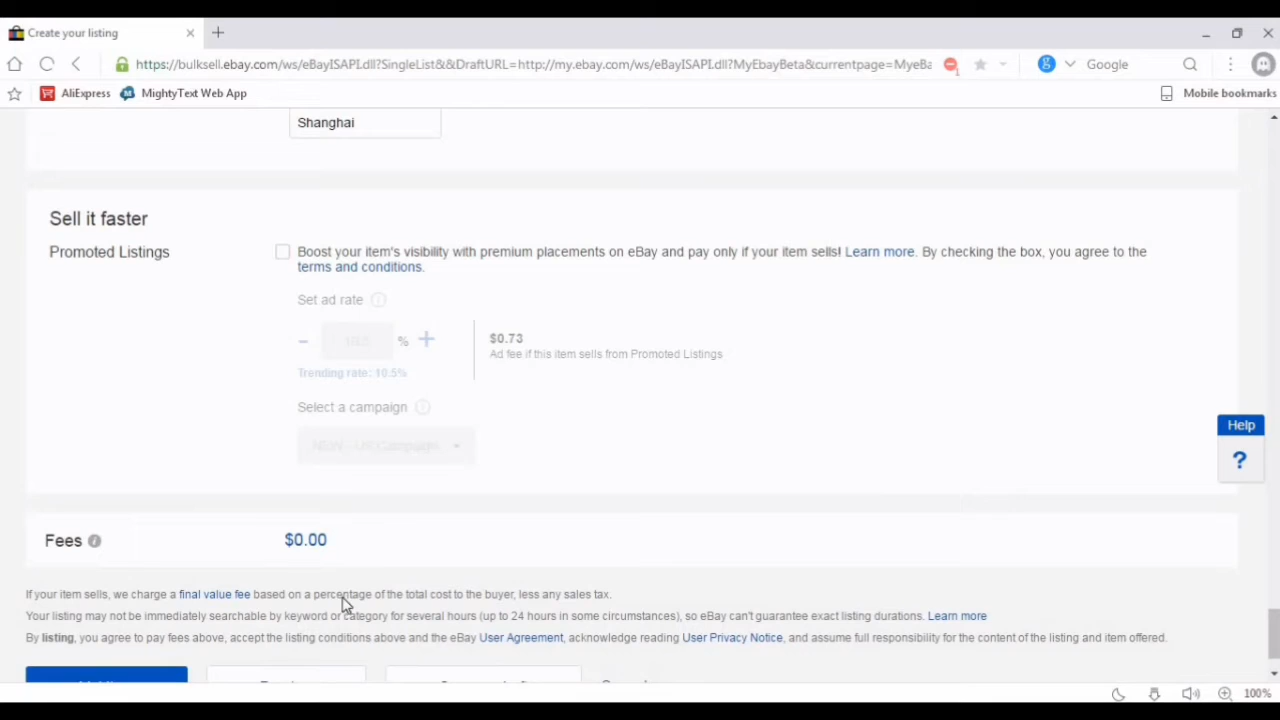 Create your listing
https://bulksell.ebay.com/ws/eBayISAPI.dll?SingleList&&DraftURL=http://my.ebay.com/ws/eBayISAPI.dll?MyEbayBeta&currentpage=MyeBa
1
g
Google
AliExpress
MightyText Web App
Mobile bookmarks
Shanghai
Sell it faster
Promoted Listings
Boost your item's visibility with premium placements on eBay and pay only if your item sells! Learn more. By checking the box, you agree to the
terms and conditions.
Set ad rate
- % +
$0.73
Ad fee if this item sells from Promoted Listings
Trending rate: 10.5%
Select a campaign
Help
?
Fees
$0.00
If your item sells, we charge a final value fee based on a percentage of the total cost to the buyer, less any sales tax.
Your listing may not be immediately searchable by keyword or category for several hours (up to 24 hours in some circumstances), so eBay can't guarantee exact listing durations. Learn more
By listing, you agree to pay fees above, accept the listing conditions above and the eBay User Agreement, acknowledge reading User Privacy Notice, and assume full responsibility for the content of the listing and item offered.
100%